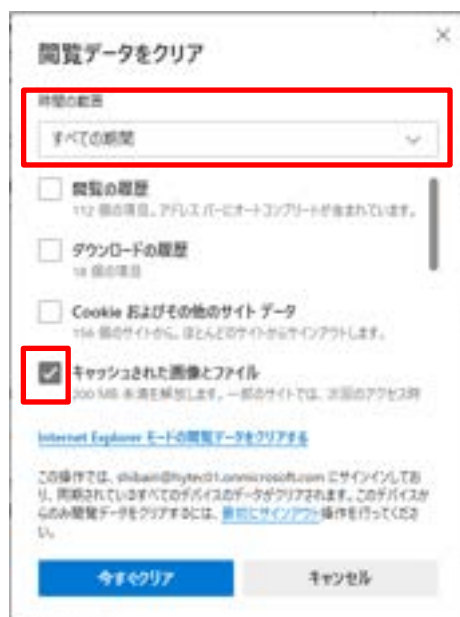 閲覧データをクリア
時間の範囲
すべての期間
閲覧の履歴
112 個の項目。アドレス バーにオートコンプリートが含まれています。
ダウンロードの履歴
18 個の項目
Cookie およびその他のサイト データ
156 個のサイトから。ほとんどのサイトからサインアウトします。
キャッシュされた画像とファイル
200 MB 未満を解放します。一部のサイトでは、次回のアクセス時
Internet Explorer モードの閲覧データをクリアする
この操作では、 にサインインしてお
り、同期されているすべてのデバイスのデータがクリアされます。このデバイスか
らのみ閲覧データをクリアするには、最初にサインアウト操作を行ってくださ
い。
今すぐクリア
キャンセル